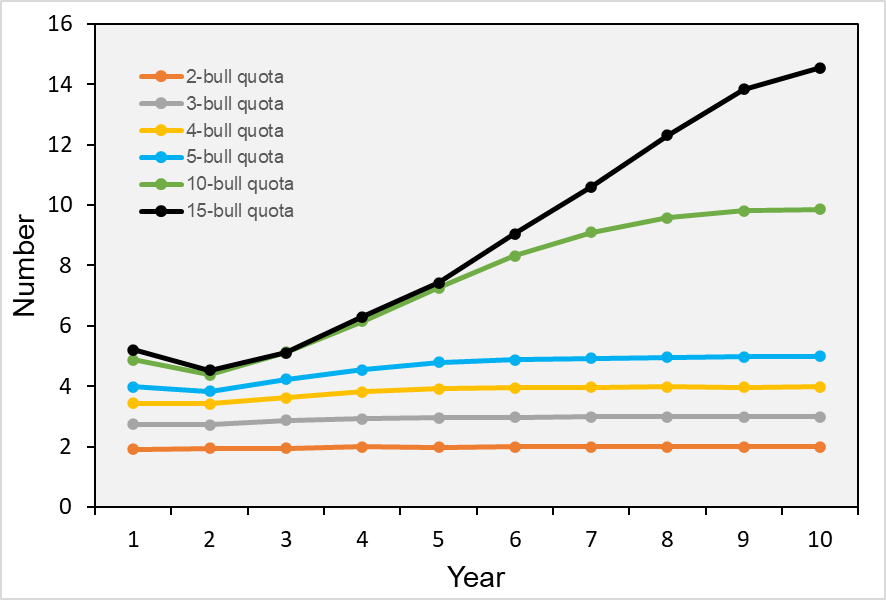 16
14
12
10
8
6
4
2
0
Number
2-bull quota
3-bull quota
4-bull quota
5-bull quota
10-bull quota
15-bull quota
1 2 3 4 5 6 7 8 9 10
Year